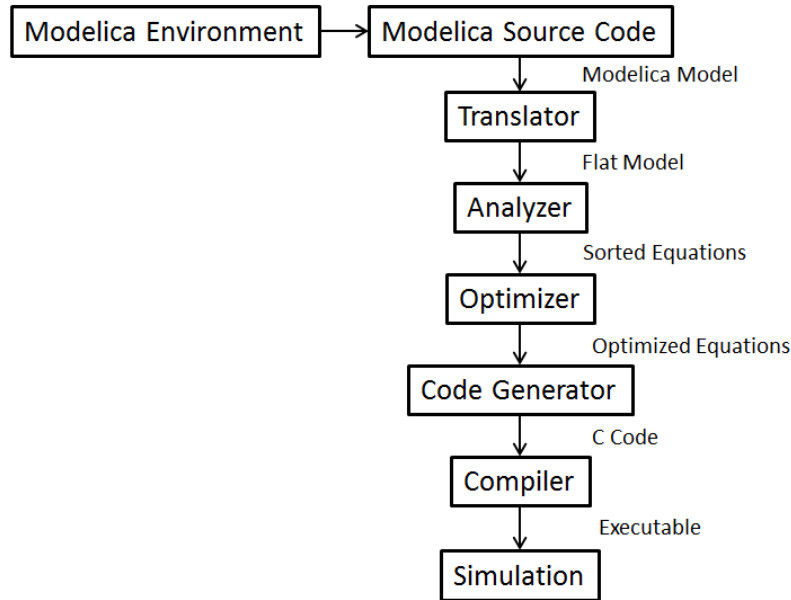 Modelica Environment
Modelica Source Code
Modelica Model
Translator
Flat Model
Analyzer
Sorted Equations
Optimizer
Optimized Equations
Code Generator
C Code
Compiler
Executable
Simulation